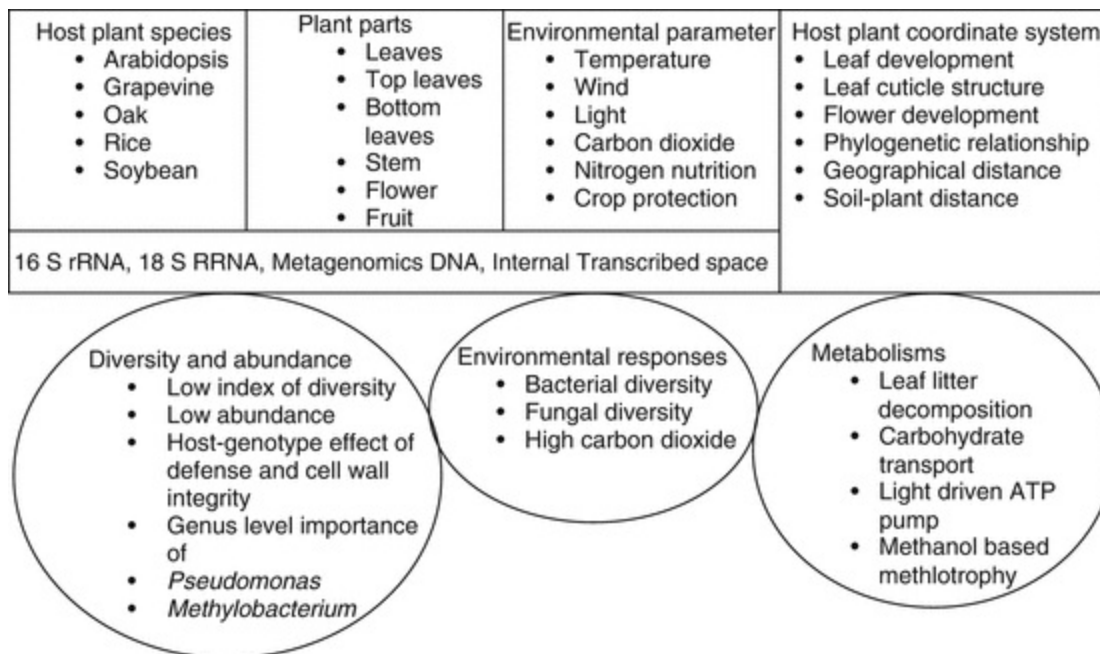 Host plant species
• Arabidopsis
• Grapevine
• Oak
• Rice
• Soybean
Plant parts
• Leaves
• Top leaves
• Bottom
leaves
• Stem
• Flower
• Fruit
Environmental parameter
• Temperature
• Wind
• Light
• Carbon dioxide
• Nitrogen nutrition
• Crop protection
Host plant coordinate system
• Leaf development
• Leaf cuticle structure
• Flower development
• Phylogenetic relationship
• Geographical distance
• Soil-plant distance
16 S rRNA, 18 S RRNA, Metagenomics DNA, Internal Transcribed space
Diversity and abundance
• Low index of diversity
• Low abundance
• Host-genotype effect of
defense and cell wall
integrity
• Genus level importance
of
• Pseudomonas
• Methylobacterium
Environmental responses
• Bacterial diversity
• Fungal diversity
• High carbon dioxide
Metabolisms
• Leaf litter
decomposition
• Carbohydrate
transport
• Light driven ATP
pump
• Methanol based
methlotrophy